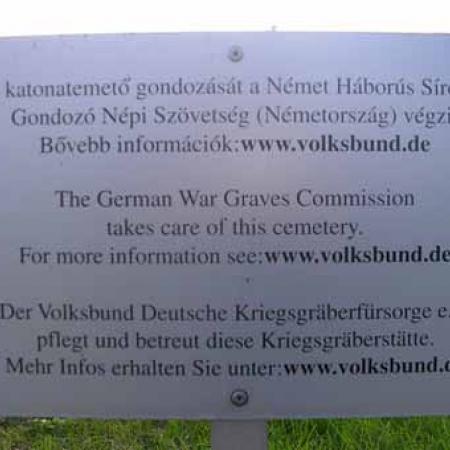 katonatemető gondozását a Német Háborús Síro
Gondozó Népi Szövetség (Németország) végzi
Bővebb információk:www.volksbund.de
The German War Graves Commission
takes care of this cemetery.
For more information see:www.volksbund.de
Der Volksbund Deutsche Kriegsgräberfürsorge e.
pflegt und betreut diese Kriegsgräberstätte.
Mehr Infos erhalten Sie unter:www.volksbund.d